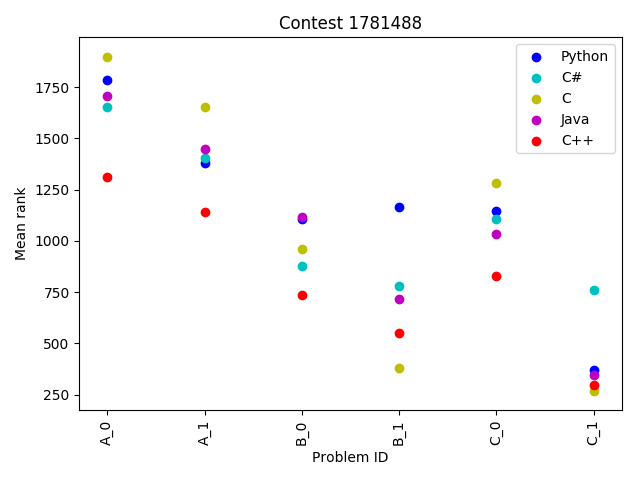 Contest 1781488
Python
C#
C
Java
C++
Mean rank
1750
1500
1250
1000
750
500
250
A_0
A_1
B_0
B_1
C_0
C_1
Problem ID